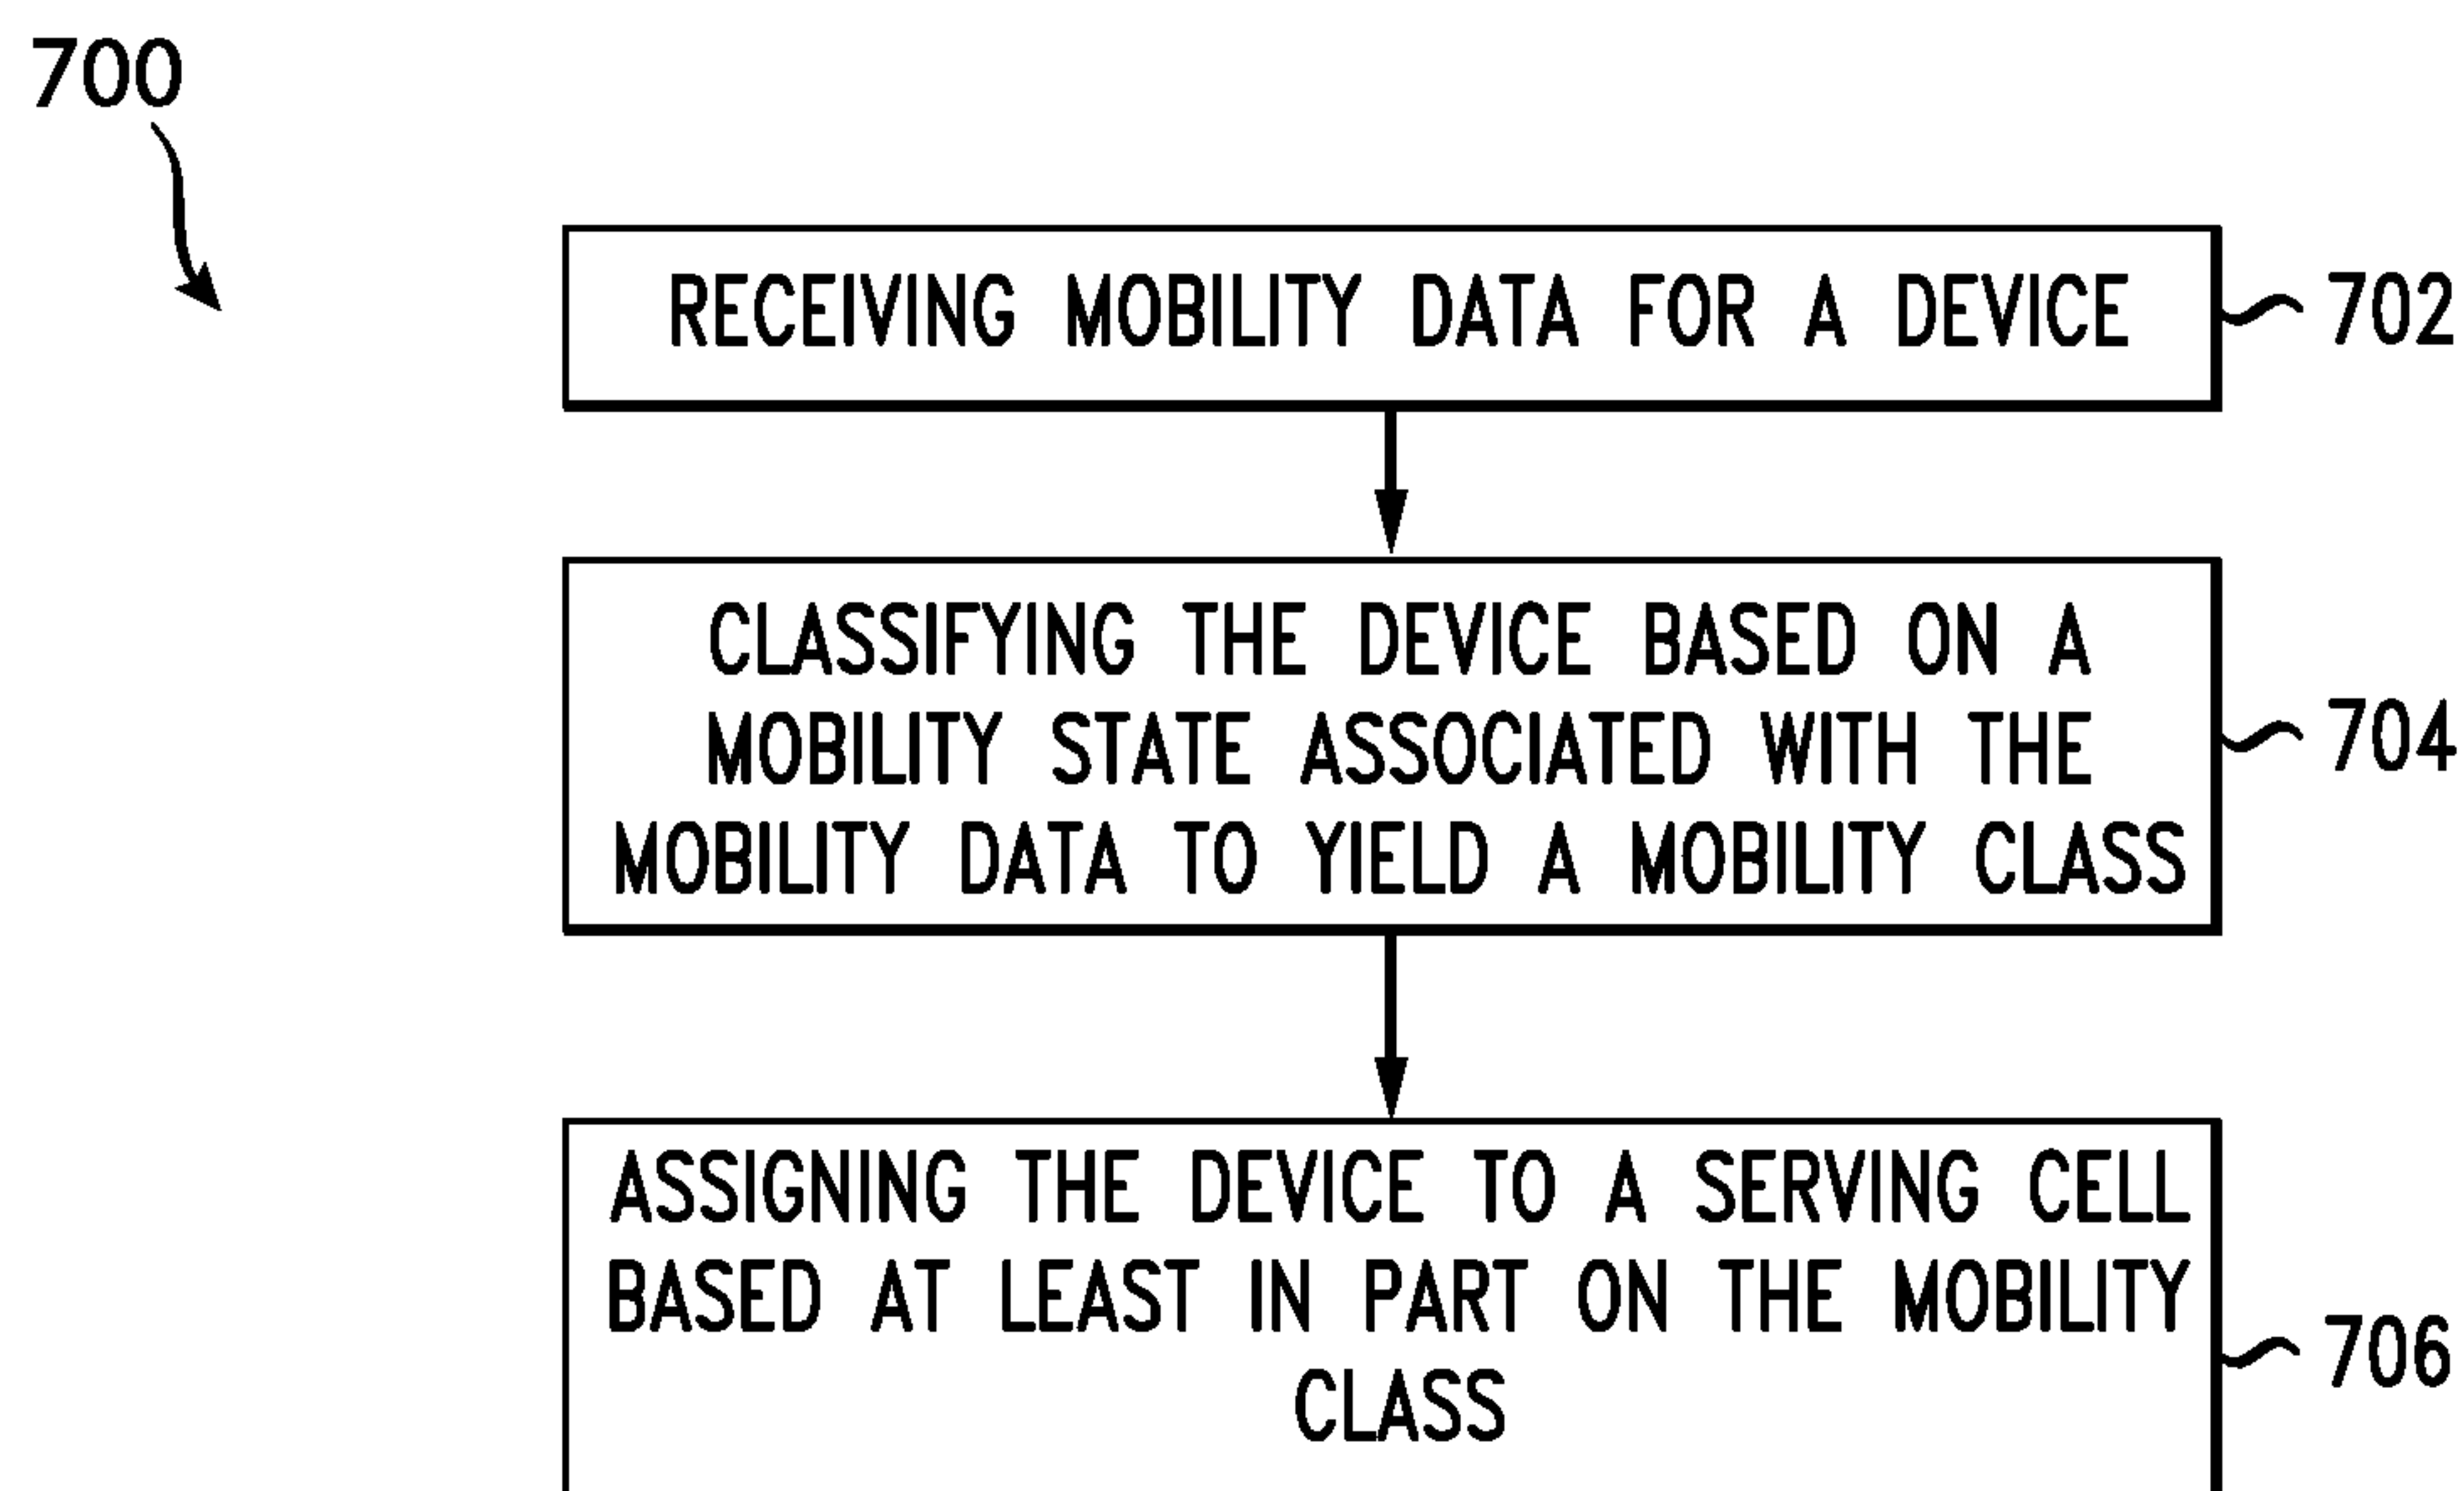 700
RECEIVING MOBILITY DATA FOR A DEVICE
702
CLASSIFYING THE DEVICE BASED ON A
MOBILITY STATE ASSOCIATED WITH THE
MOBILITY DATA TO YIELD A MOBILITY CLASS
704
ASSIGNING THE DEVICE TO A SERVING CELL
BASED AT LEAST IN PART ON THE MOBILITY
CLASS
706